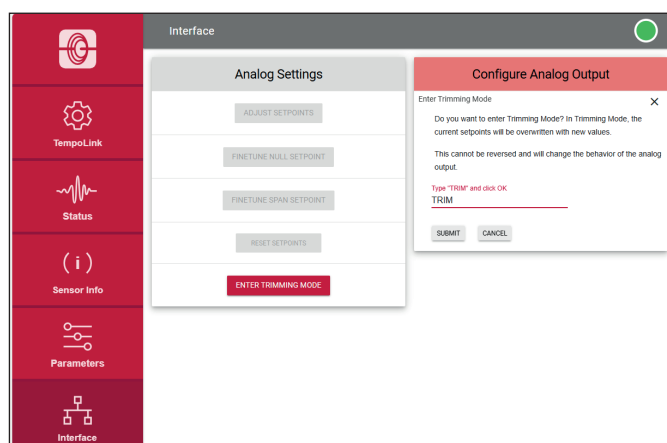 Interface
TempoLink
Status
(i)
Sensor Info
Parameters
Interface
Analog Settings
ADJUST SETPOINTS
FINETUNE NULL SETPOINT
FINETUNE SPAN SETPOINT
RESET SETPOINTS
ENTER TRIMMING MODE
Configure Analog Output
Enter Trimming Mode
Do you want to enter Trimming Mode? In Trimming Mode, the
current setpoints will be overwritten with new values.
This cannot be reversed and will change the behavior of the analog
output.
Type "TRIM" and click OK
TRIM
SUBMIT CANCEL